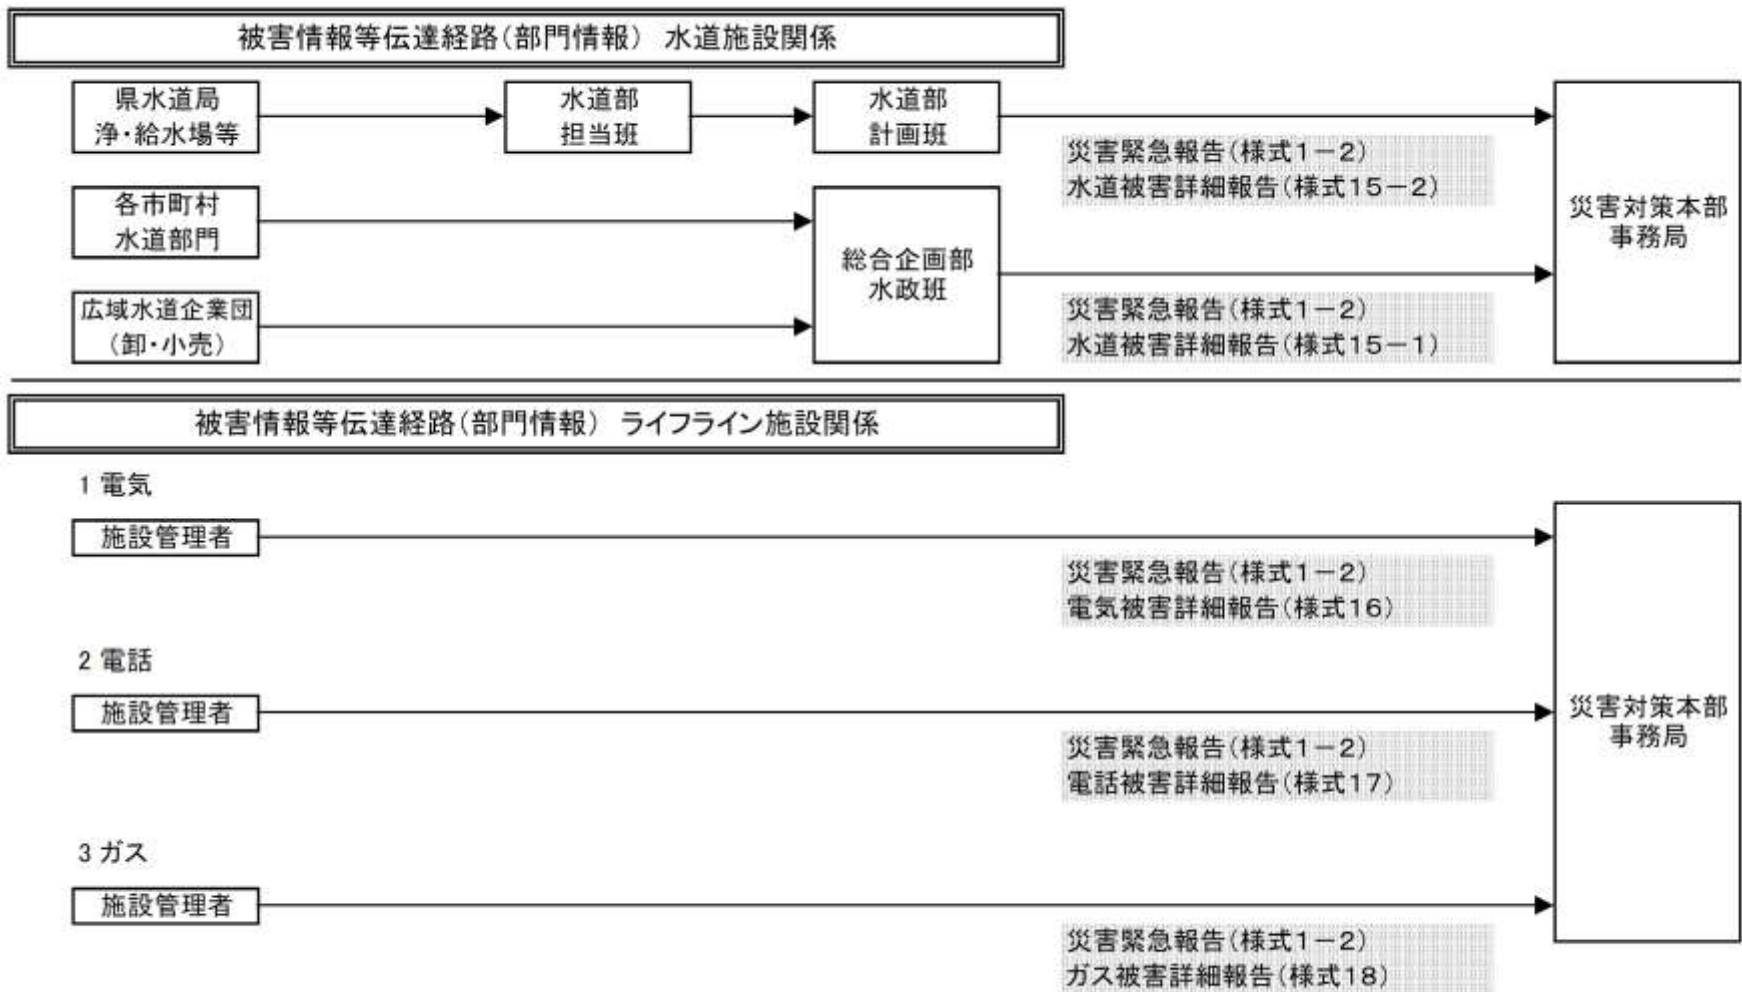 被害情報等伝達経路(部門情報) 水道施設関係
県水道局
浄・給水場等
水道部
担当班
水道部
計画班
災害緊急報告(様式1-2)
水道被害詳細報告(様式15-2)
各市町村
水道部門
広域水道企業団
(卸・小売)
総合企画部
水政班
災害緊急報告(様式1-2)
水道被害詳細報告(様式15-1)
災害対策本部
事務局
被害情報等伝達経路(部門情報) ライフライン施設関係
1 電気
施設管理者
災害緊急報告(様式1-2)
電気被害詳細報告(様式16)
2 電話
施設管理者
災害緊急報告(様式1-2)
電話被害詳細報告(様式17)
3 ガス
施設管理者
災害緊急報告(様式1-2)
ガス被害詳細報告(様式18)
災害対策本部
事務局